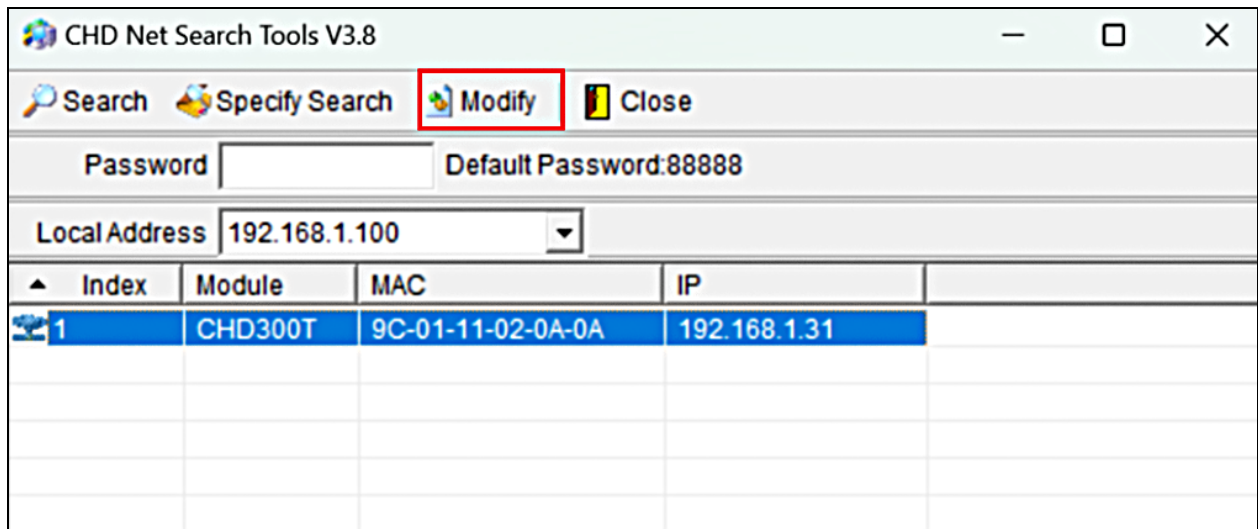 CHD Net Search Tools V3.8
Search Specify Search Modify Close
Password Default Password:88888
Local Address 192.168.1.100
Index Module MAC IP
1 CHD300T 9C-01-11-02-0A-0A 192.168.1.31